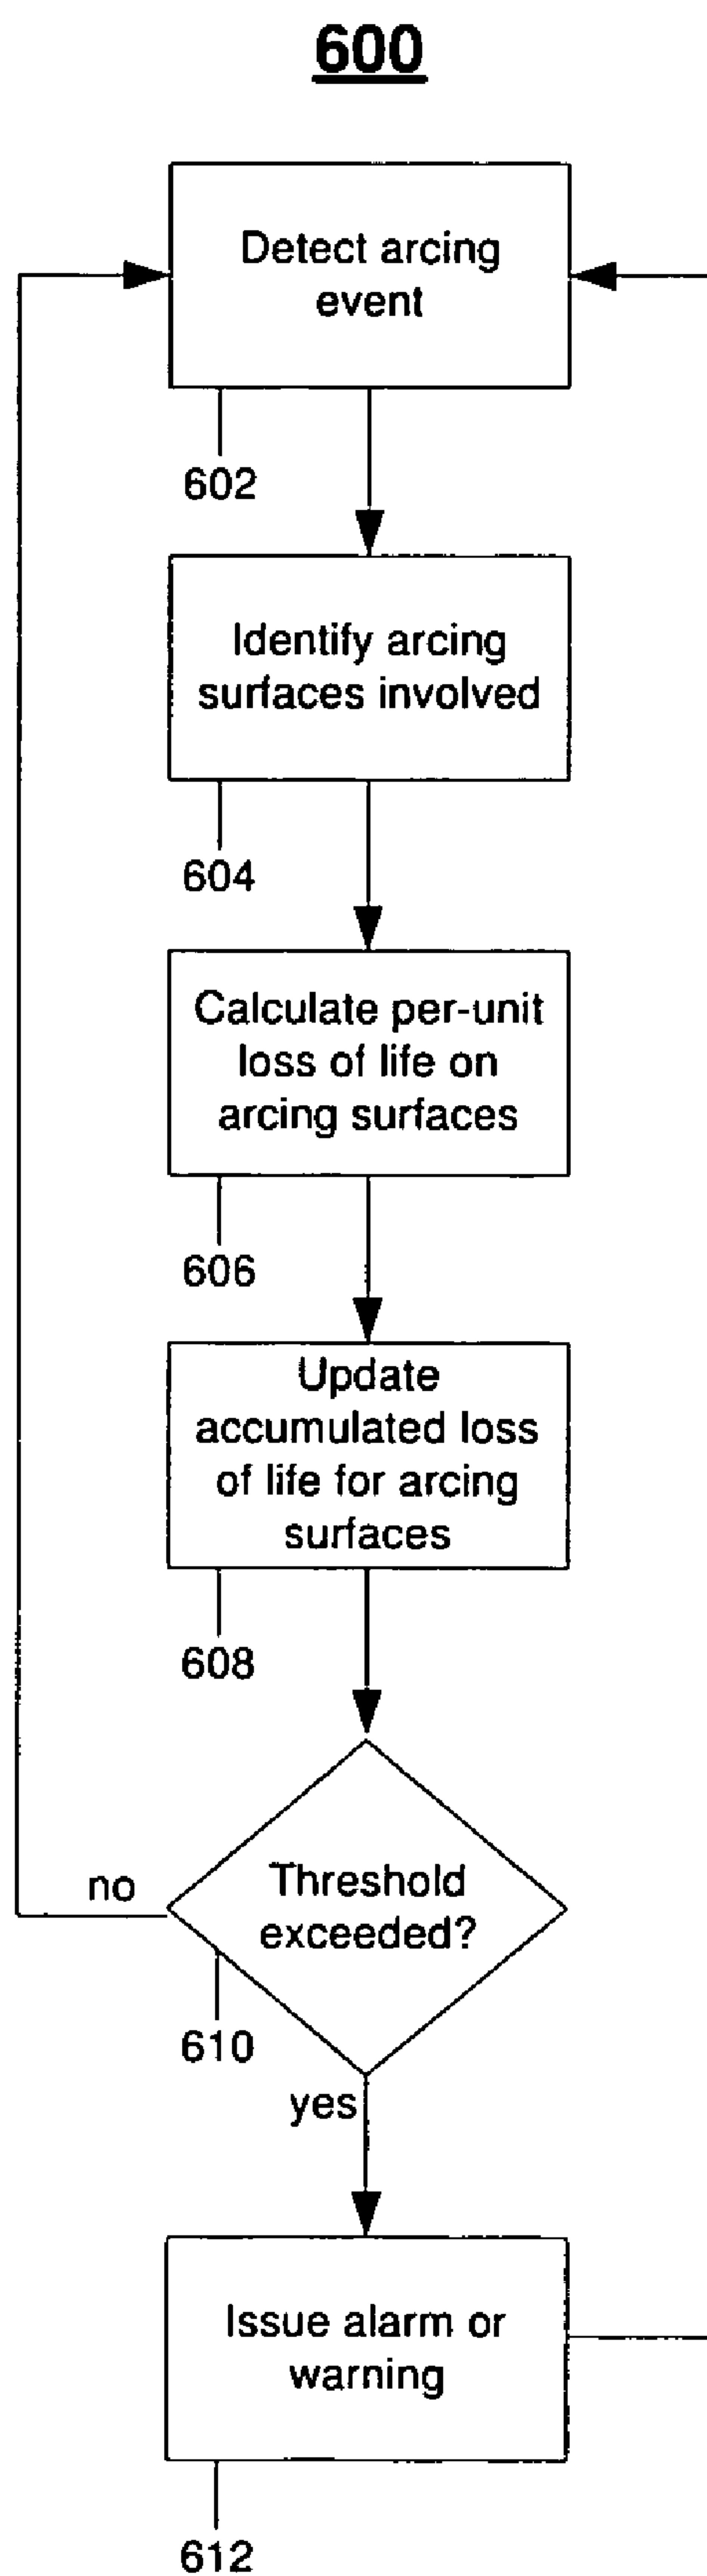 600
Detect arcing
event
602
Identify arcing
surfaces involved
604
Calculate per-unit
loss of life on
arcing surfaces
606
Update
accumulated loss
of life for arcing
surfaces
608
no
Threshold
exceeded?
610
yes
Issue alarm or
warning
612